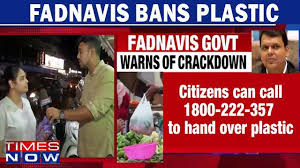 FADNAVIS BANS PLASTIC
FADNAVIS GOVT
WARNS OF CRACKDOWN
Citizens can call
1800-222-357
to hand over plastic
TIMES
NOW